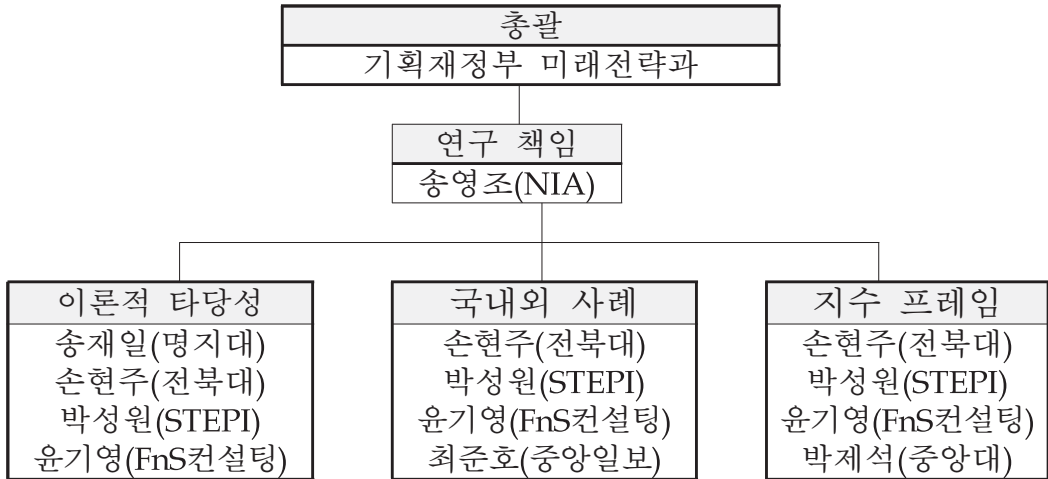 총괄
기획재정부 미래전략과
연구 책임
송영조(NIA)
이론적 타당성
송재일(명지대)
손현주(전북대)
박성원(STEPI)
윤기영(FnS컨설팅)
국내외 사례
손현주(전북대)
박성원(STEPI)
윤기영(FnS컨설팅)
최준호(중앙일보)
지수 프레임
손현주(전북대)
박성원(STEPI)
윤기영(FnS컨설팅)
박제석(중앙대)